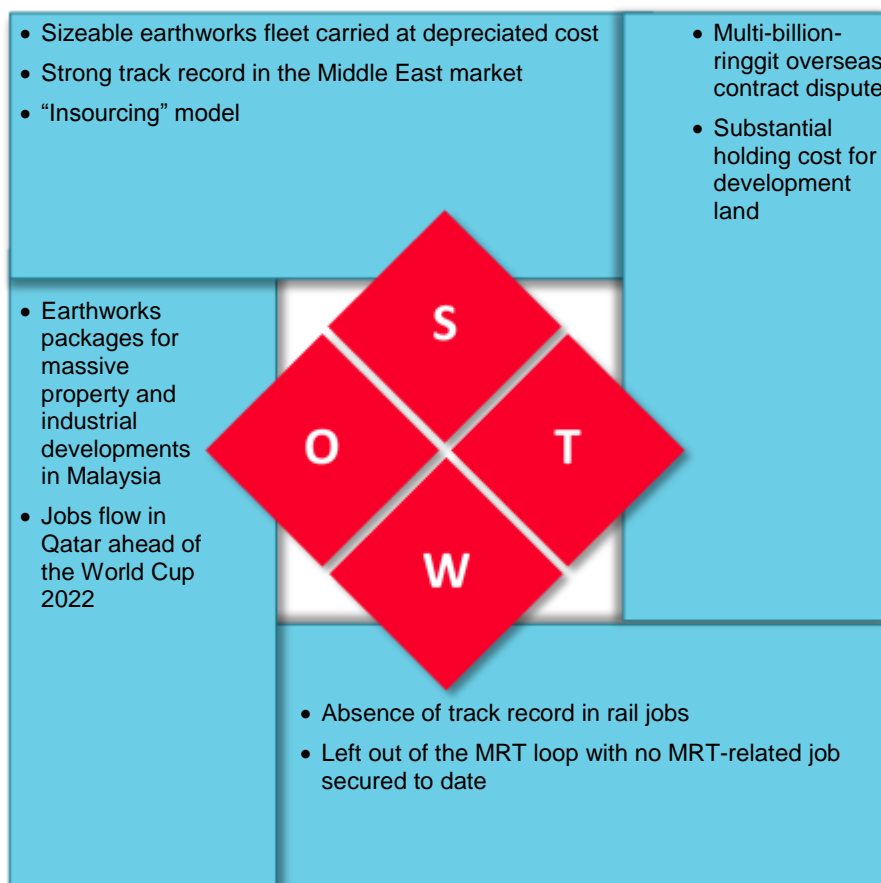 • Sizeable earthworks fleet carried at depreciated cost
• Strong track record in the Middle East market
• “Insourcing” model
• Multi-billion-
ringgit overseas
contract dispute
• Substantial
holding cost for
development
land
• Earthworks
packages for
massive
property and
industrial
developments
in Malaysia
• Jobs flow in
Qatar ahead of
the World Cup
2022
S
O
T
W
• Absence of track record in rail jobs
• Left out of the MRT loop with no MRT-related job
secured to date